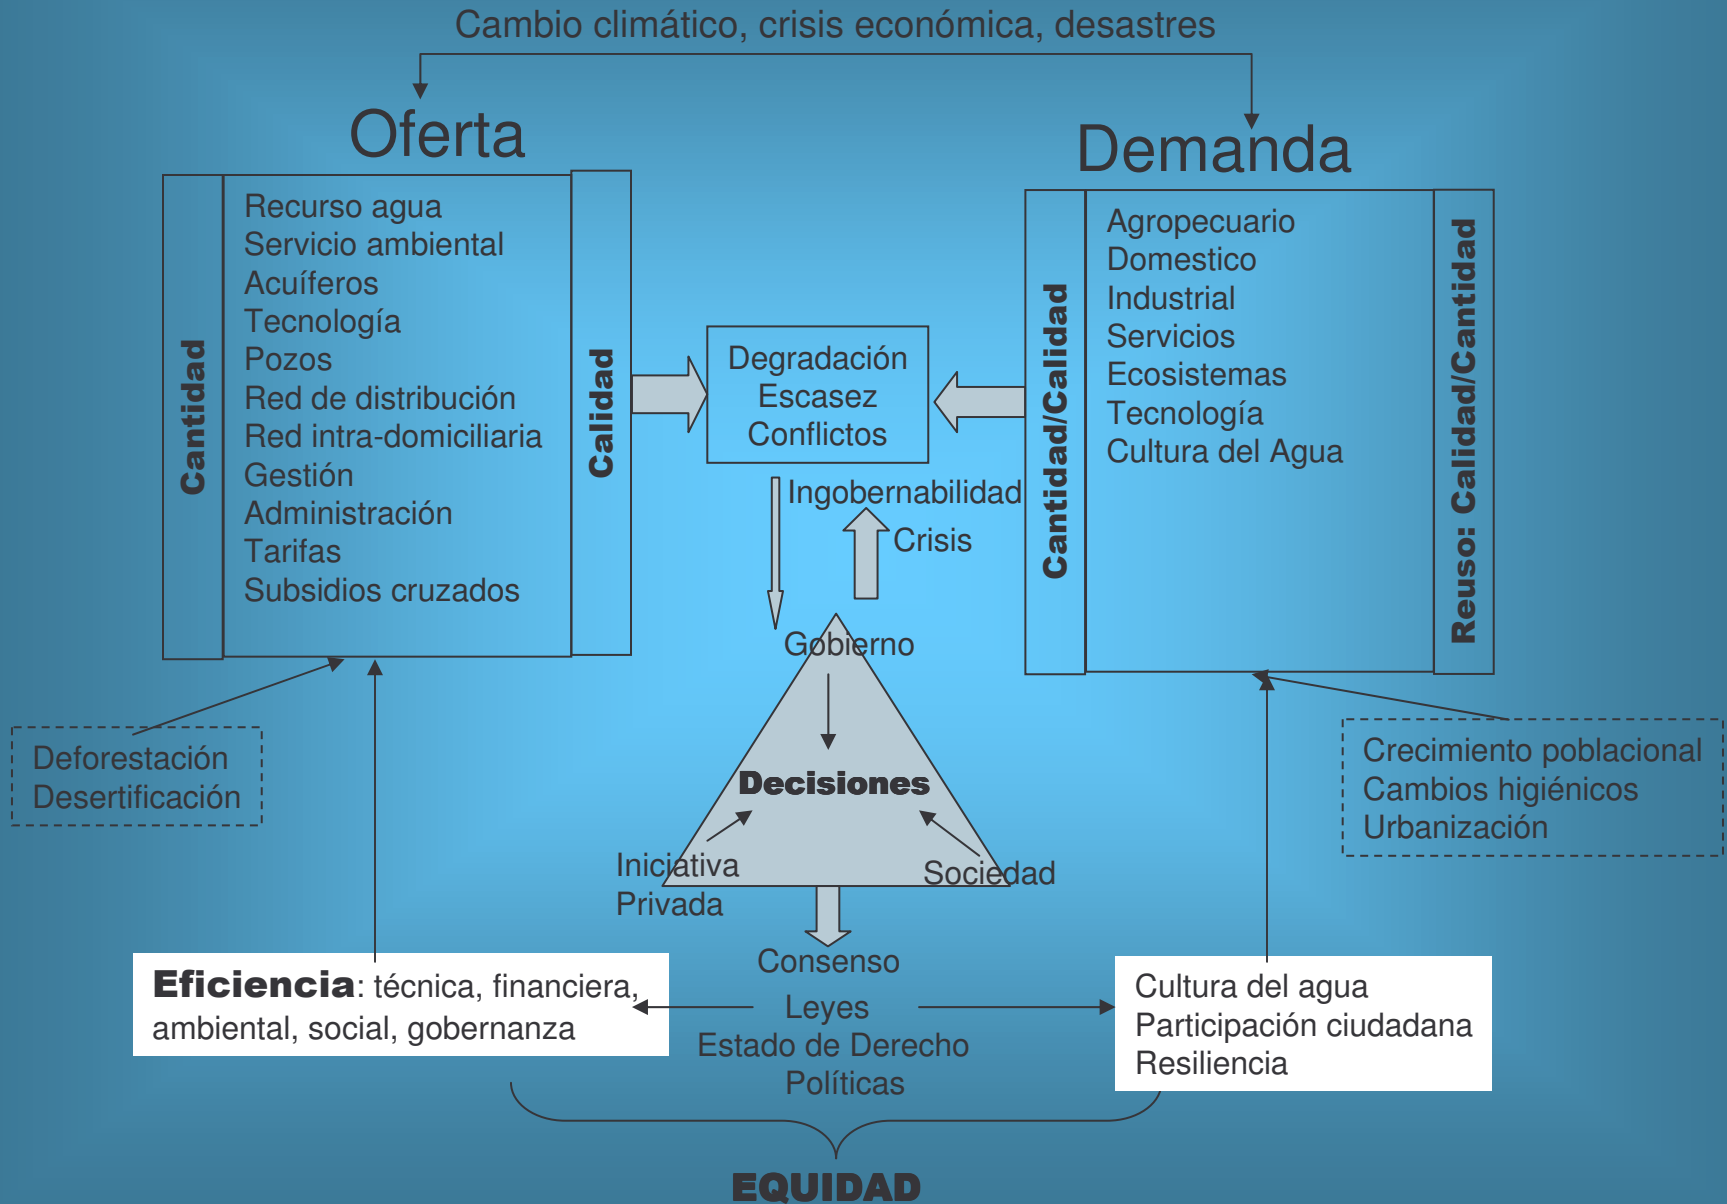 Cambio climático, crisis económica, desastres
Oferta
Demanda
Cantidad
Recurso agua
Servicio ambiental
Acuíferos
Tecnología
Pozos
Red de distribución
Red intra-domiciliaria
Gestión
Administración
Tarifas
Subsidios cruzados
Calidad
Degradación
Escasez
Conflictos
Ingobernabilidad
Crisis
Cantidad/Calidad
Agropecuario
Domestico
Industrial
Servicios
Ecosistemas
Tecnología
Cultura del Agua
Reuso: Calidad/Cantidad
Gobierno
Decisiones
Iniciativa
Privada
Sociedad
Deforestación
Desertificación
Crecimiento poblacional
Cambios higiénicos
Urbanización
Consenso
Leyes
Estado de Derecho
Políticas
Eficiencia: técnica, financiera,
ambiental, social, gobernanza
Cultura del agua
Participación ciudadana
Resiliencia
EQUIDAD